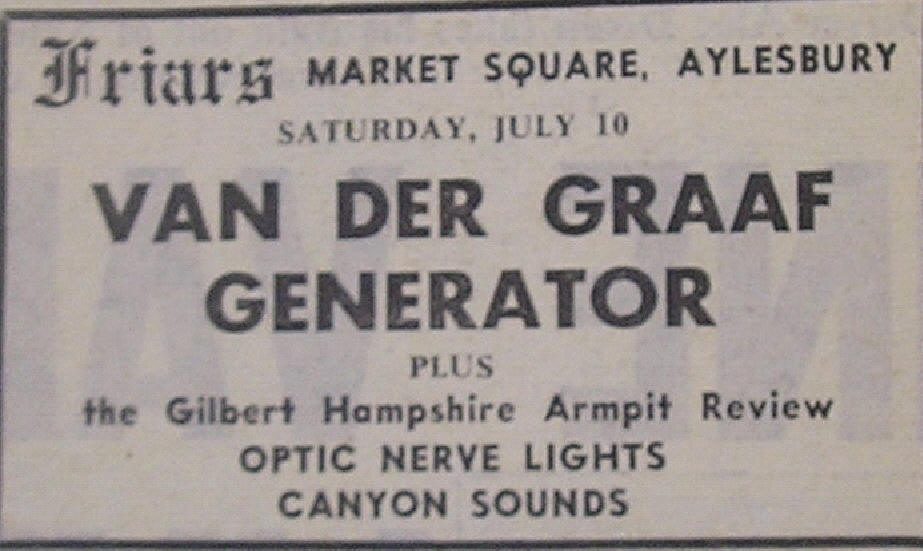 Friars MARKET SQUARE, AYLESBURY
SATURDAY, JULY 10
VAN DER GRAAF
GENERATOR
PLUS
the Gilbert Hampshire Armpit Review
OPTIC NERVE LIGHTS
CANYON SOUNDS